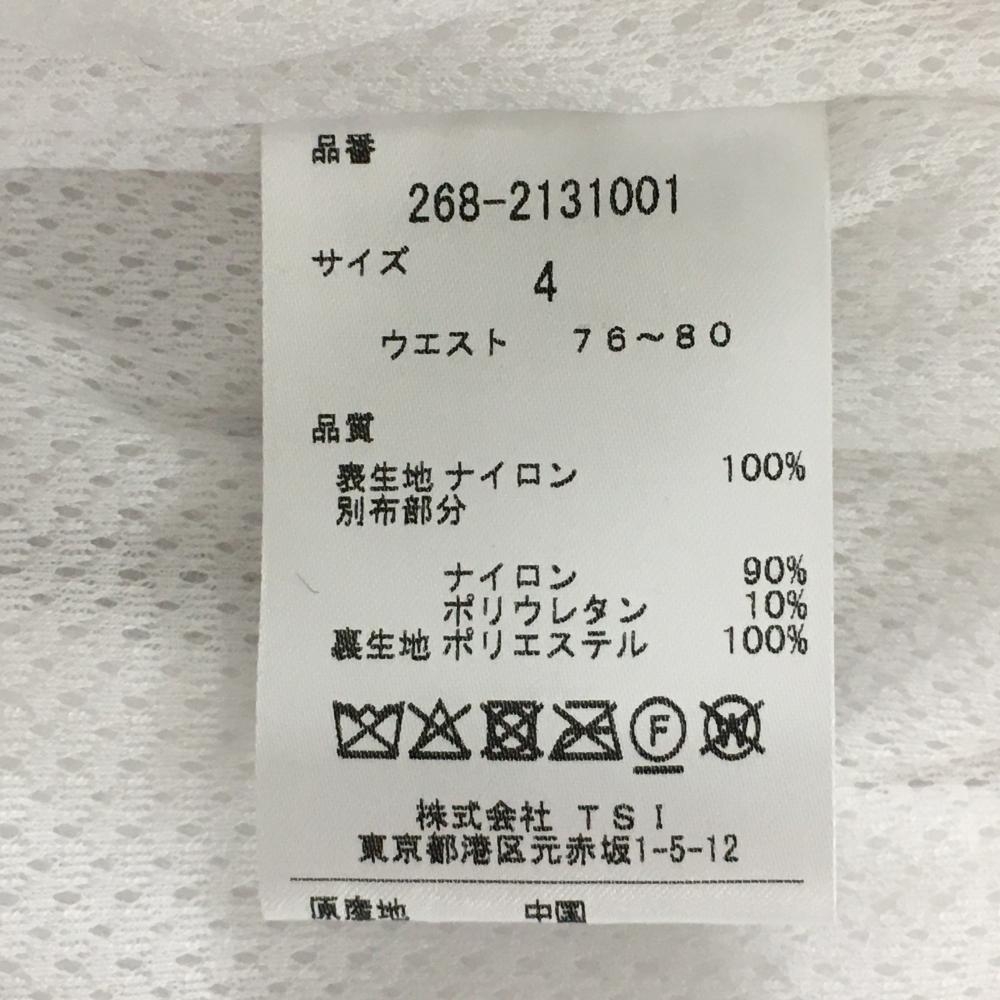 品番
268-2131001
サイズ 4
ウエスト 76~80
品質
表生地 ナイロン 100%
別布部分
ナイロン 90%
ポリウレタン 10%
裏生地 ポリエステル 100%
F W
株式会社 TSI
東京都港区元赤坂1-5-12
原産地 中国